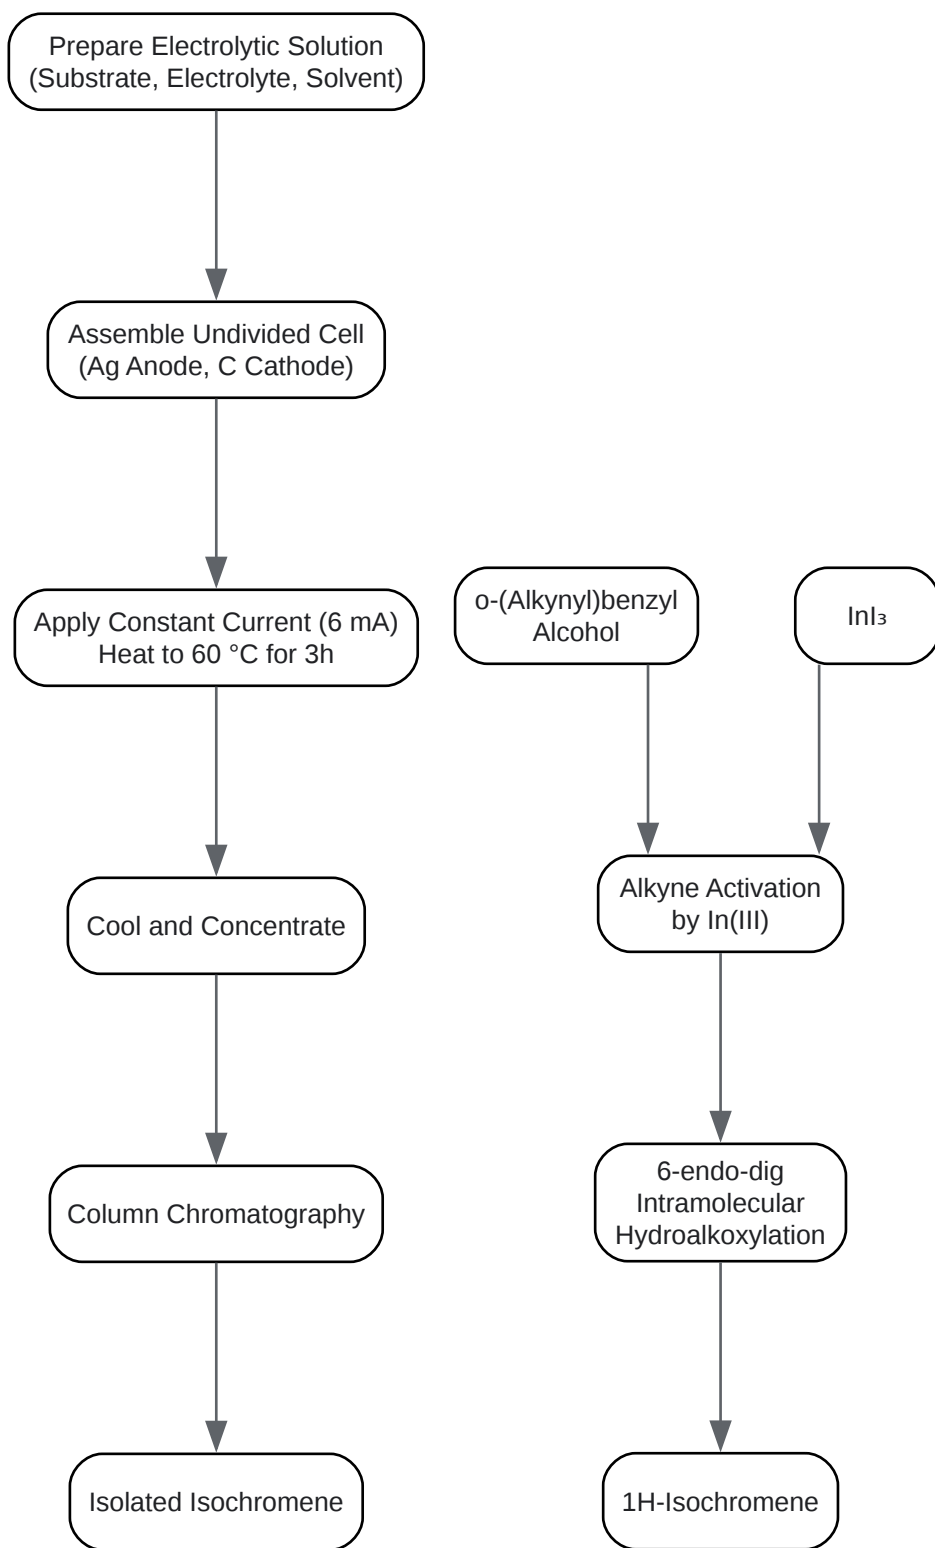 Prepare Electrolytic Solution
(Substrate, Electrolyte, Solvent)
Assemble Undivided Cell
(Ag Anode, C Cathode)
Apply Constant Current (6 mA)
Heat to 60 °C for 3h
Cool and Concentrate
Column Chromatography
Isolated Isochromene
o-(Alkynyl)benzyl
Alcohol
InI₃
Alkyne Activation
by In(III)
6-endo-dig
Intramolecular
Hydroalkoxylation
1H-Isochromene